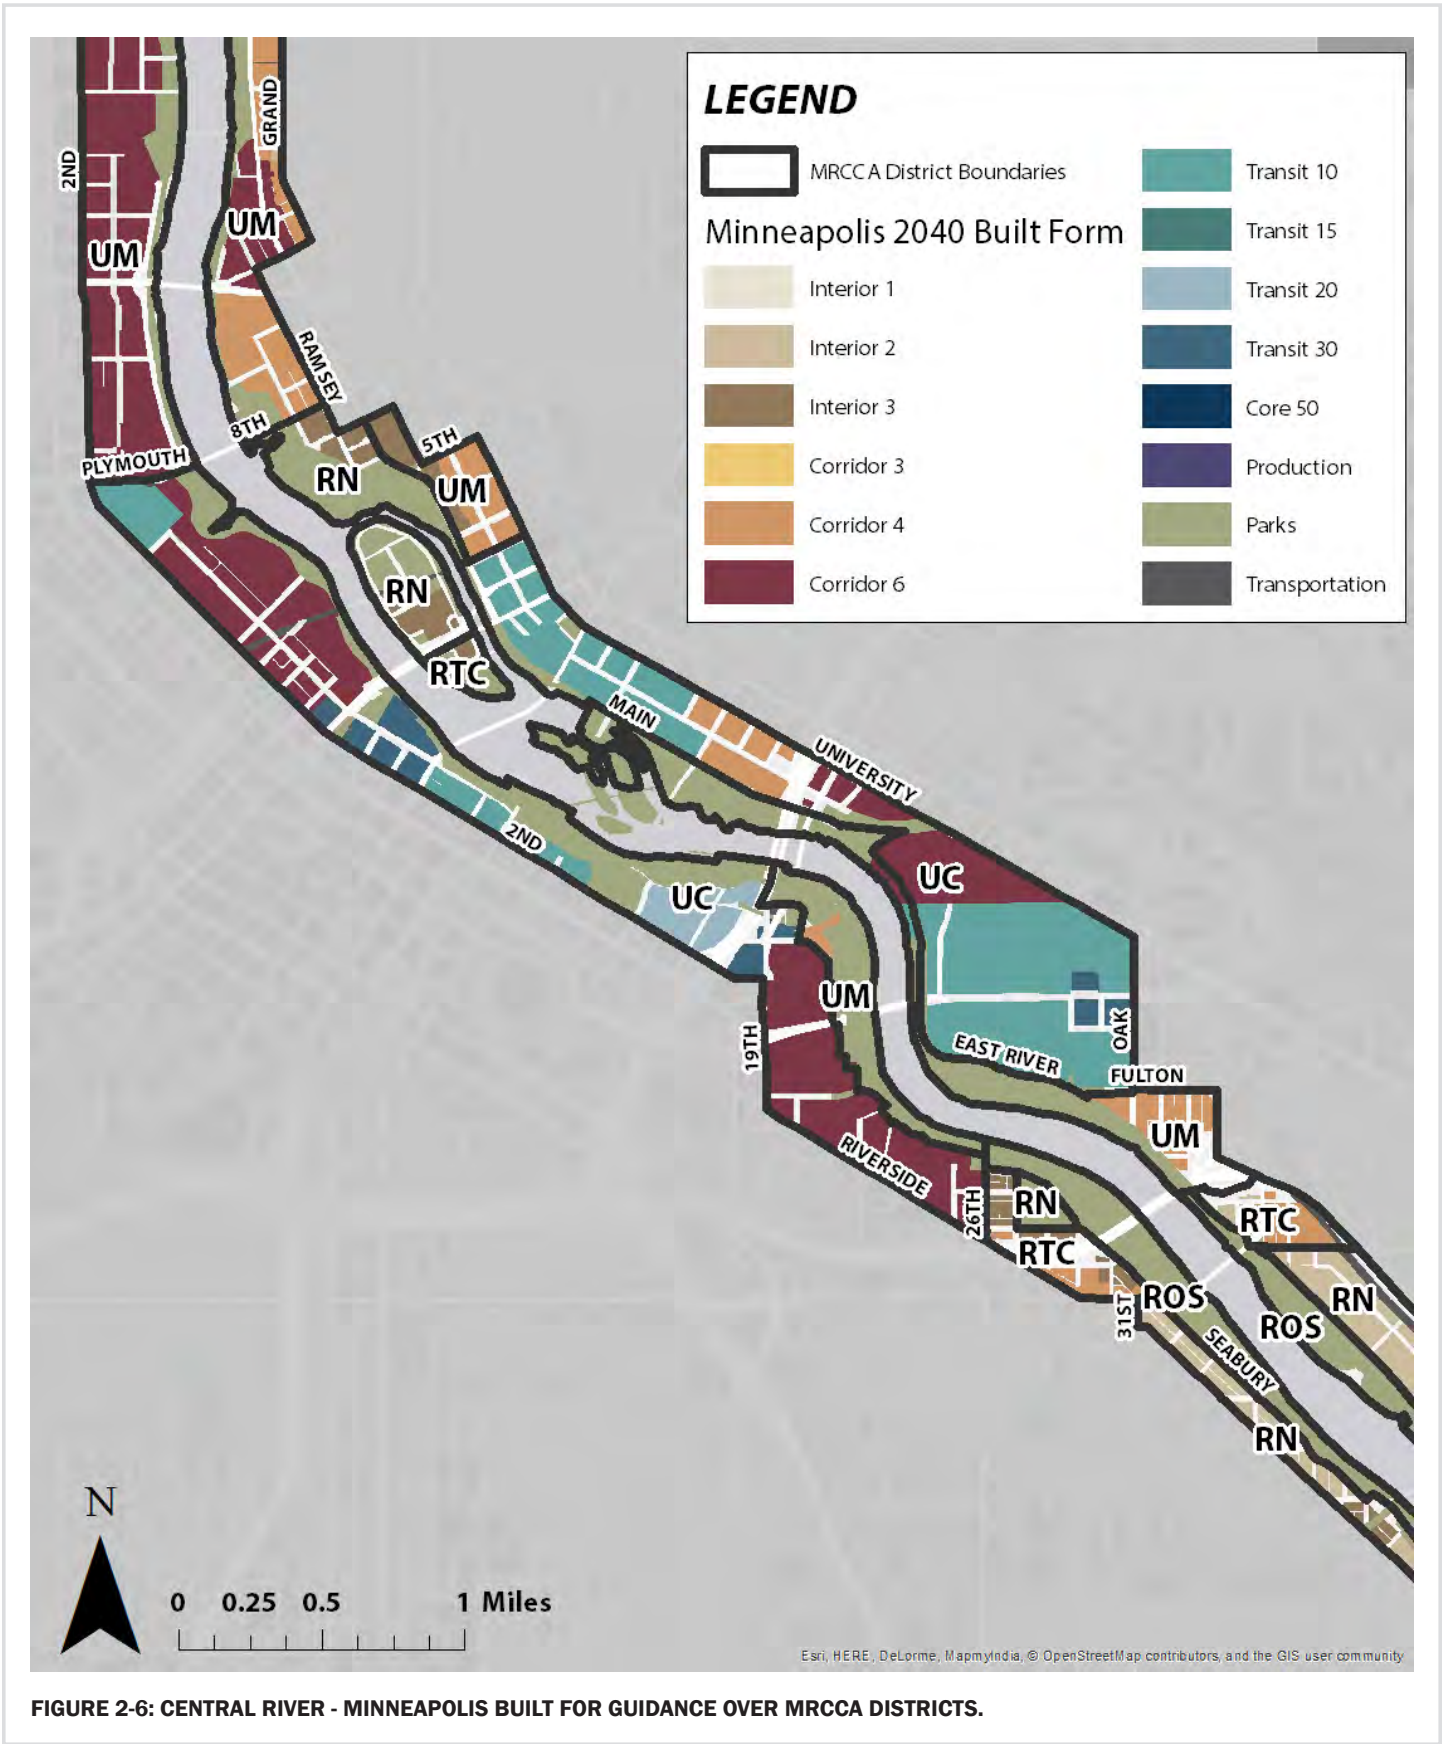 LEGEND
MRCCA District Boundaries
Minneapolis 2040 Built Form
Interior 1
Interior 2
Interior 3
Corridor 3
Corridor 4
Corridor 6
Transit 10
Transit 15
Transit 20
Transit 30
Core 50
Production
Parks
Transportation
GRAND
2ND
UM
UM
RAMSEY
8TH
5TH
PLYMOUTH
RN
UM
RN
RTC
MAIN
UNIVERSITY
2ND
UC
UC
UM
19TH
OAK
EAST RIVER
FULTON
UM
RIVERSIDE
26TH
RN
RTC
RTC
ROS
31ST
RN
ROS
SEABURY
RN
N
0 0.25 0.5 1 Miles
Esri, HERE, DeLorme, MapmyIndia, © OpenStreetMap contributors, and the GIS user community
FIGURE 2-6: CENTRAL RIVER - MINNEAPOLIS BUILT FOR GUIDANCE OVER MRCCA DISTRICTS.